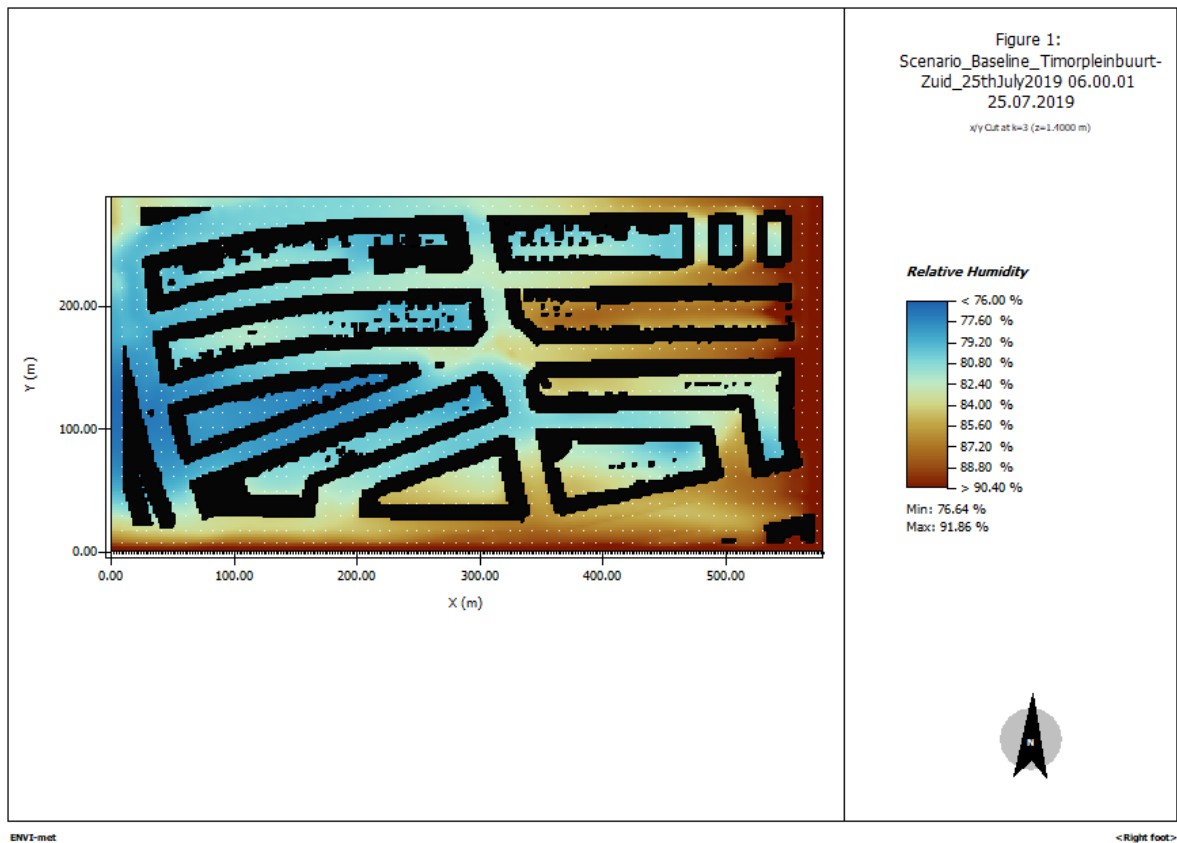 Figure 1:
Scenario_Baseline_Timorpleinbuurt-
Zuid_25thJuly2019 06.00.01
25.07.2019
x/y Cut at k=3 (z=1.4000 m)
200.00
100.00
0.00
Y (m)
0.00 100.00 200.00 300.00 400.00 500.00
X (m)
Relative Humidity
< 76.00 %
77.60 %
79.20 %
80.80 %
82.40 %
84.00 %
85.60 %
87.20 %
88.80 %
> 90.40 %
Min: 76.64 %
Max: 91.86 %
N
ENVI-met
<Right foot>